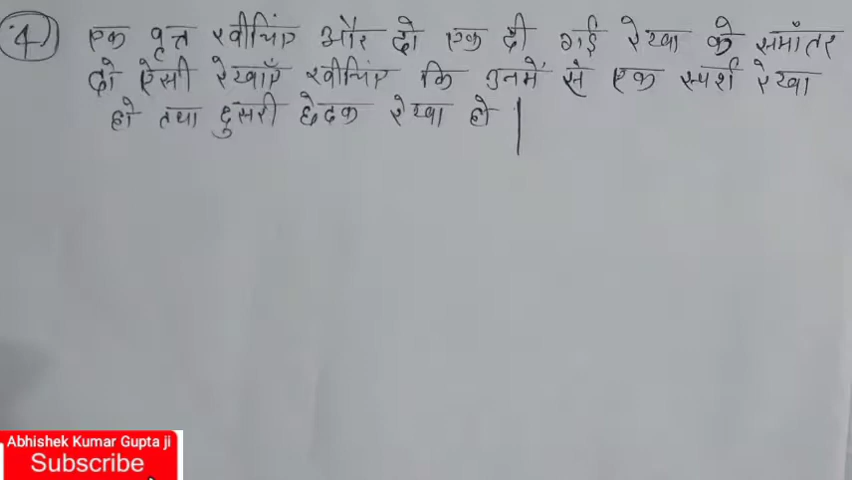 ④ एक वृत्त खीचिंए और दो एक दी गई रेखा के समाँतर
दो ऐसी रेखाएँ खीचिंए कि उनमें से एक स्पर्श रेखा
हो तथा दुसरी छेदक रेखा हो |
Abhishek Kumar Gupta ji
Subscribe